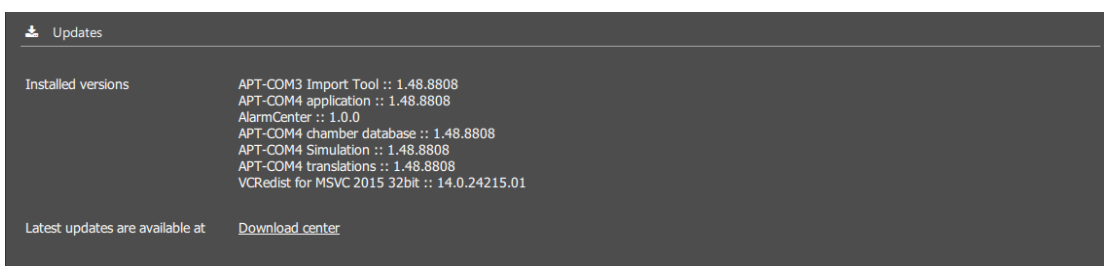 Updates
Installed versions
APT-COM3 Import Tool :: 1.48.8808
APT-COM4 application :: 1.48.8808
AlarmCenter :: 1.0.0
APT-COM4 chamber database :: 1.48.8808
APT-COM4 Simulation :: 1.48.8808
APT-COM4 translations :: 1.48.8808
VCRedist for MSVC 2015 32bit :: 14.0.24215.01
Latest updates are available at Download center